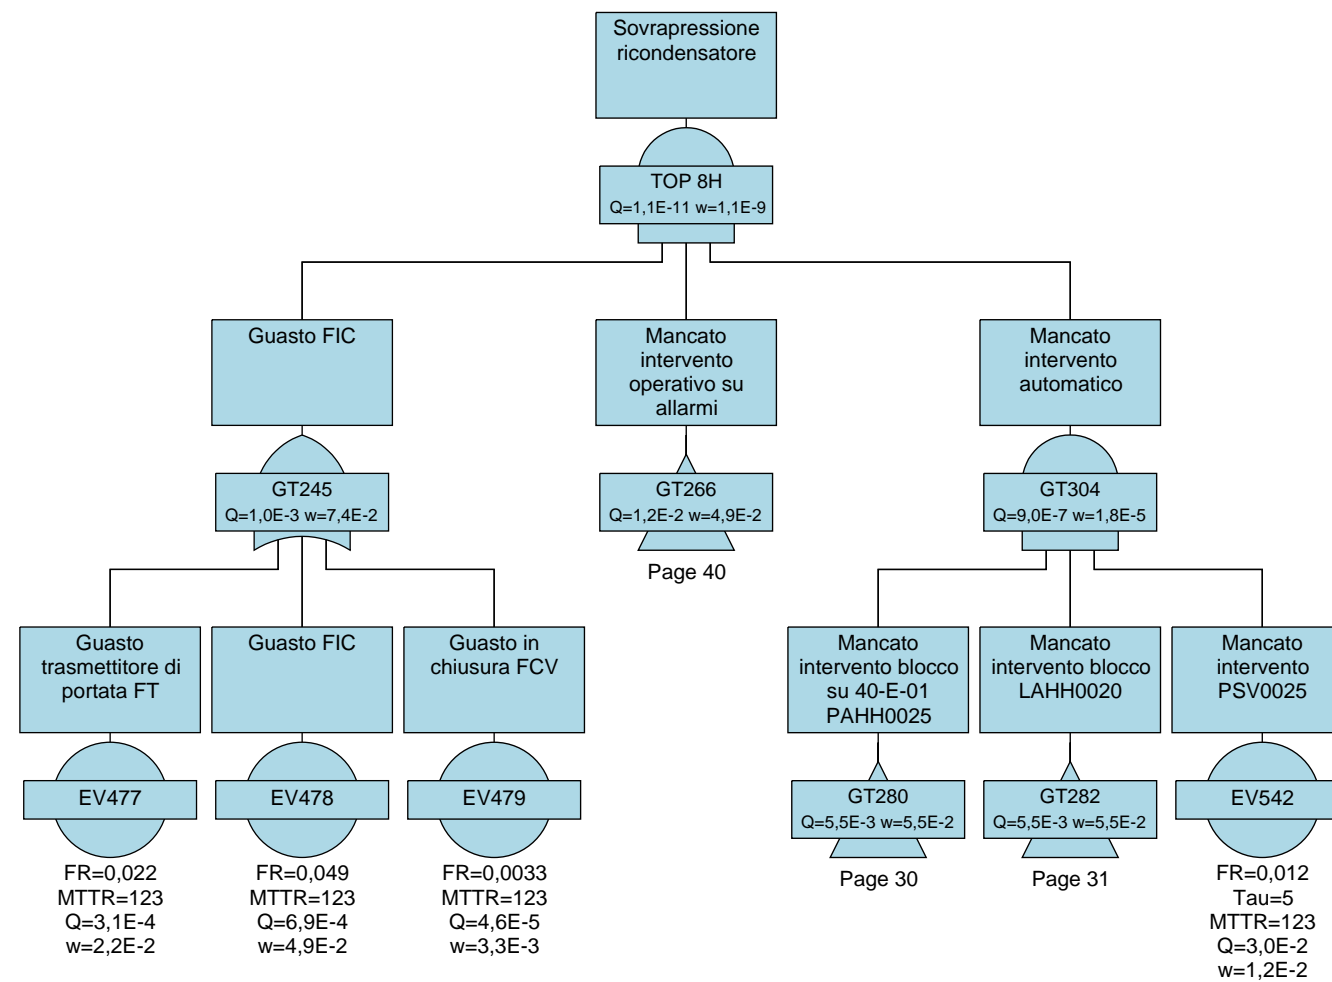 Sovrapressione
ricondensatore
TOP 8H
Q=1,1E-11 w=1,1E-9
Guasto FIC
Mancato
intervento
operativo su
allarmi
Mancato
intervento
automatico
GT245
Q=1,0E-3 w=7,4E-2
GT266
Q=1,2E-2 w=4,9E-2
Page 40
GT304
Q=9,0E-7 w=1,8E-5
Guasto
trasmettitore di
portata FT
Guasto FIC
Guasto in
chiusura FCV
Mancato
intervento blocco
su 40-E-01
PAHH0025
Mancato
intervento blocco
LAHH0020
Mancato
intervento
PSV0025
EV477
FR=0,022
MTTR=123
Q=3,1E-4
w=2,2E-2
EV478
FR=0,049
MTTR=123
Q=6,9E-4
w=4,9E-2
EV479
FR=0,0033
MTTR=123
Q=4,6E-5
w=3,3E-3
GT280
Q=5,5E-3 w=5,5E-2
Page 30
GT282
Q=5,5E-3 w=5,5E-2
Page 31
EV542
FR=0,012
Tau=5
MTTR=123
Q=3,0E-2
w=1,2E-2